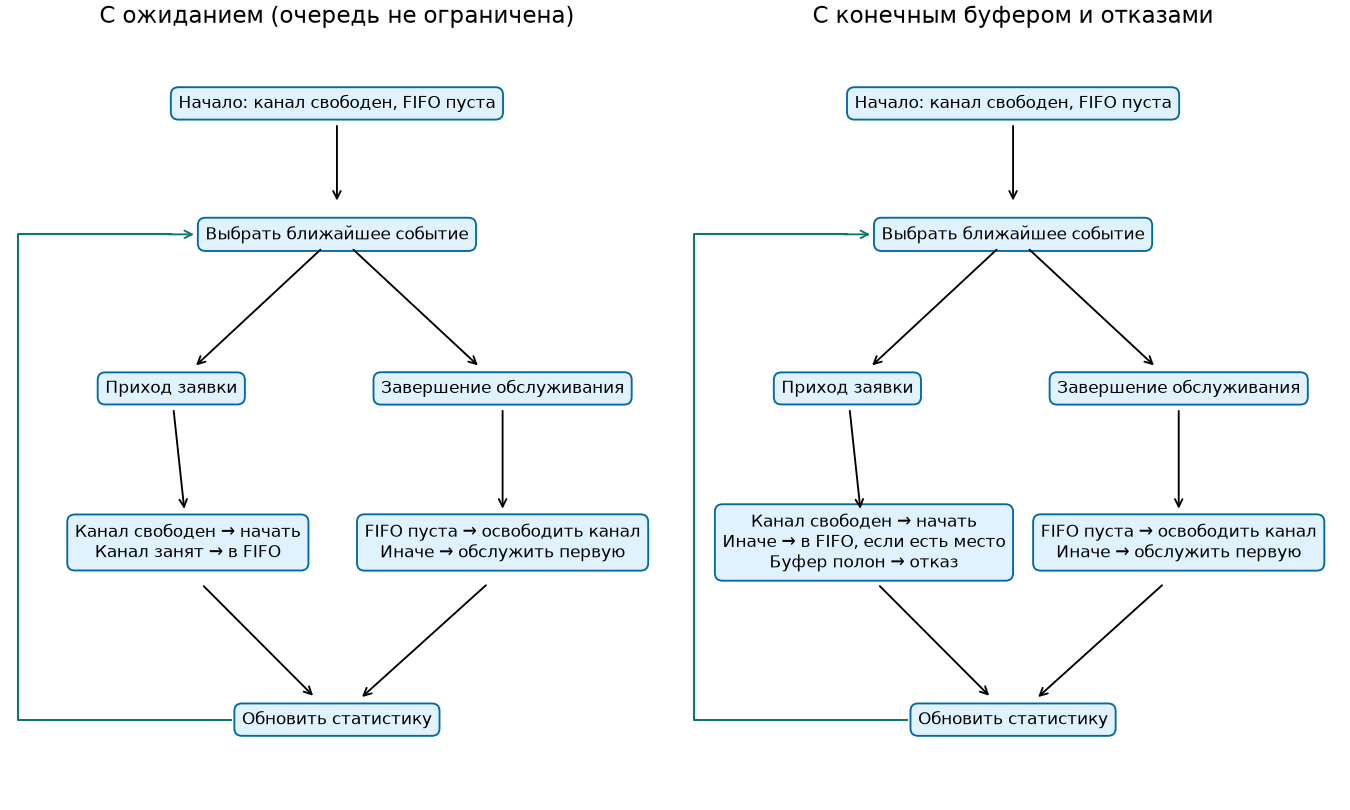 С ожиданием (очередь не ограничена)
Начало: канал свободен, FIFO пуста
Выбрать ближайшее событие
Приход заявки
Завершение обслуживания
Канал свободен → начать
Канал занят → в FIFO
FIFO пуста → освободить канал
Иначе → обслужить первую
Обновить статистику
С конечным буфером и отказами
Начало: канал свободен, FIFO пуста
Выбрать ближайшее событие
Приход заявки
Завершение обслуживания
Канал свободен → начать
Иначе → в FIFO, если есть место
Буфер полон → отказ
FIFO пуста → освободить канал
Иначе → обслужить первую
Обновить статистику